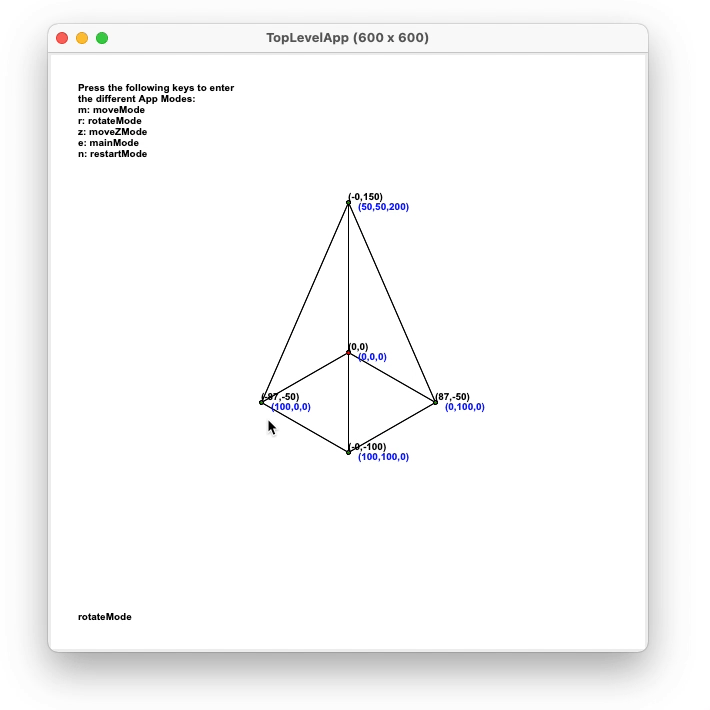 TopLevelApp (600 x 600)
Press the following keys to enter
the different App Modes:
m: moveMode
r: rotateMode
z: moveZMode
e: mainMode
n: restartMode
(-0,150)
(50,50,200)
(0,0)
(0,0,0)
(-87,-50)
(100,0,0)
(87,-50)
(0,100,0)
(-0,-100)
(100,100,0)
rotateMode